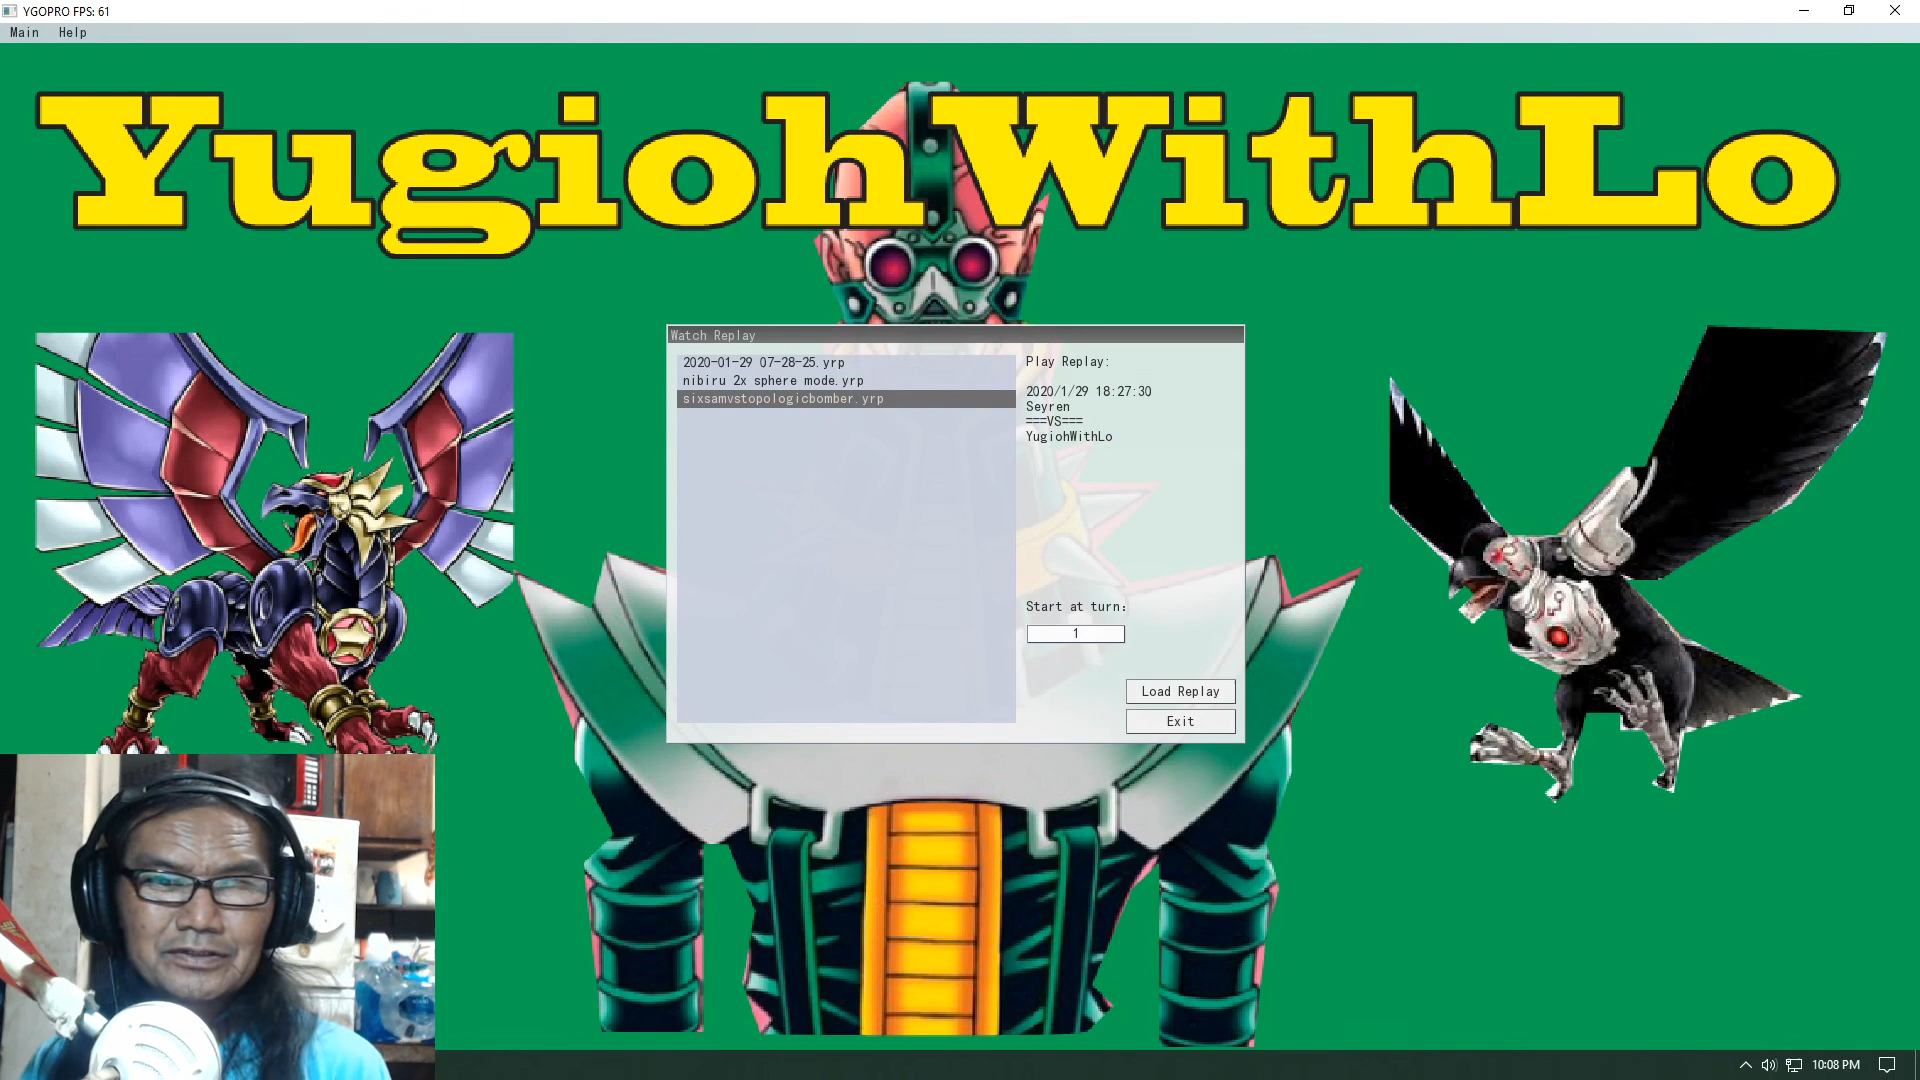 YGOPRO FPS: 61
Main Help
YugiohWithLo
Watch Replay
2020-01-29 07-28-25.yrp
nibiru 2x sphere mode.yrp
sixsamvstopologicbomber.yrp
Play Replay:
2020/1/29 18:27:30
Seyren
===VS===
YugiohWithLo
Start at turn:
1
Load Replay
Exit
10:08 PM